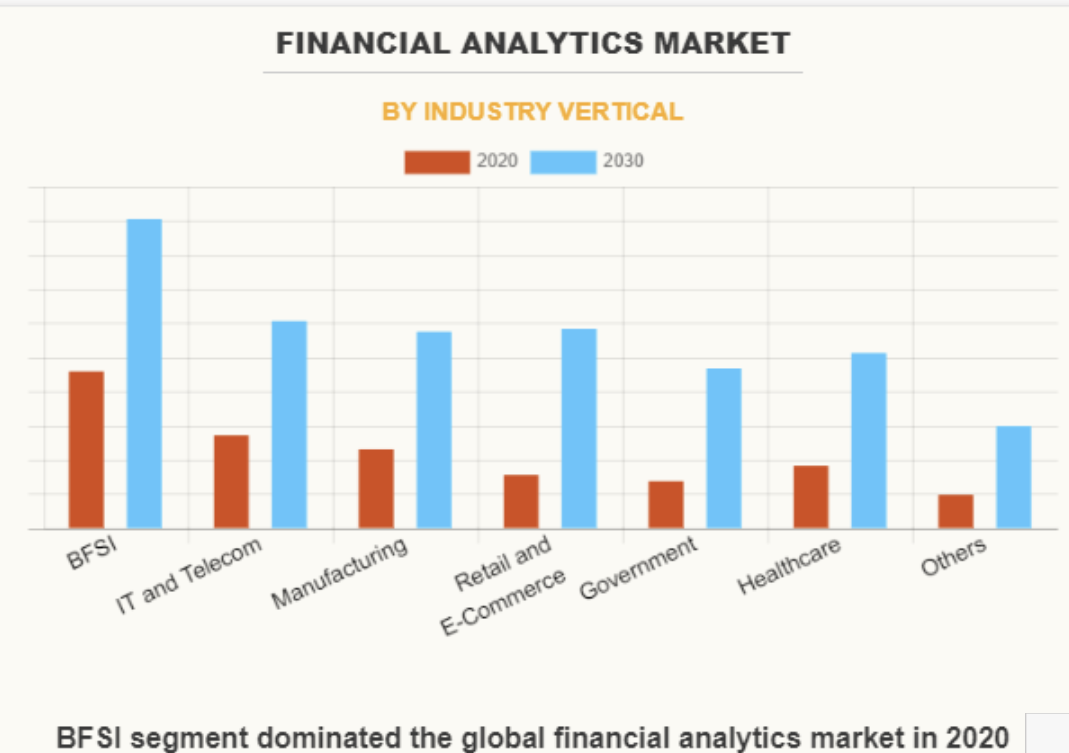 FINANCIAL ANALYTICS MARKET
BY INDUSTRY VERTICAL
2020 2030
BFSI
IT and Telecom
Manufacturing
Retail and
E-Commerce
Government
Healthcare
Others
BFSI segment dominated the global financial analytics market in 2020